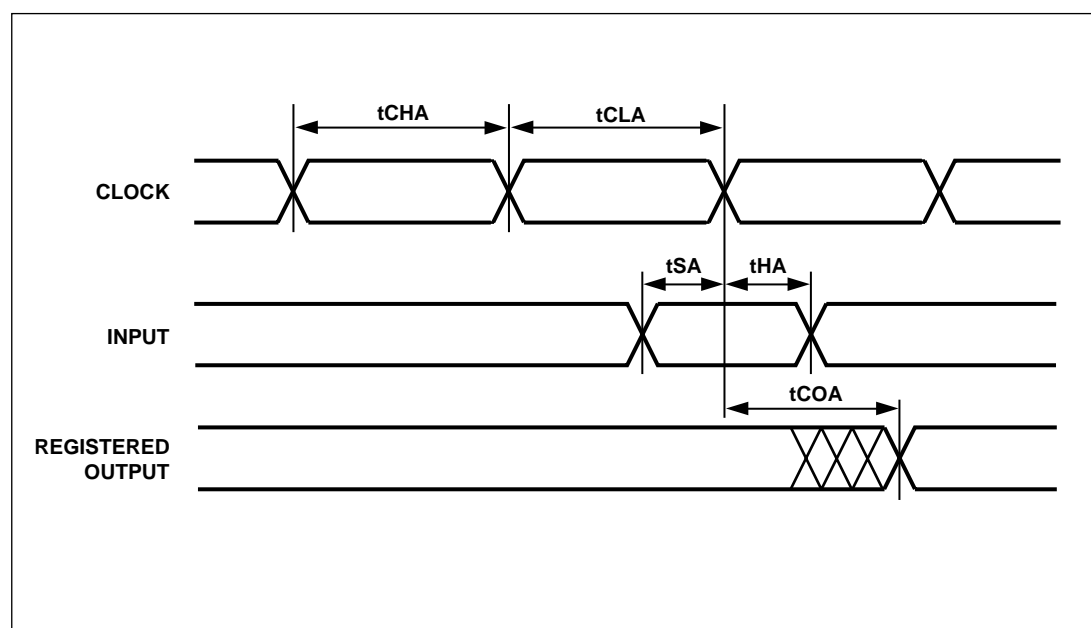 tCHA
tCLA
CLOCK
tSA
tHA
INPUT
tCOA
REGISTERED
OUTPUT